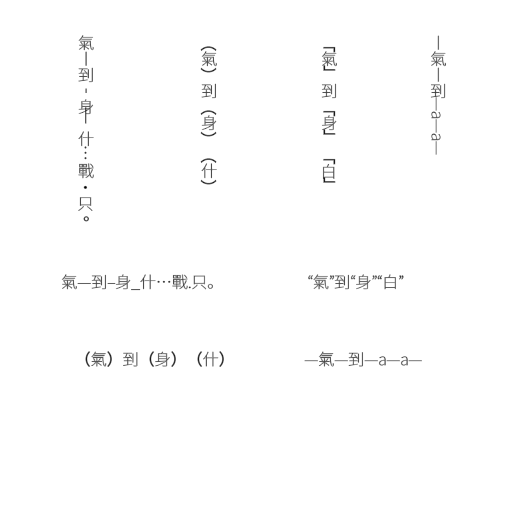 氣—到-身—什…戰・只。
（氣）到（身）（什）
「氣」到「身」「白」
—氣—到—a—a—
氣—到–身_什…戰.只。
“氣”到“身”“白”
（氣）到（身）（什）
—氣—到—a—a—